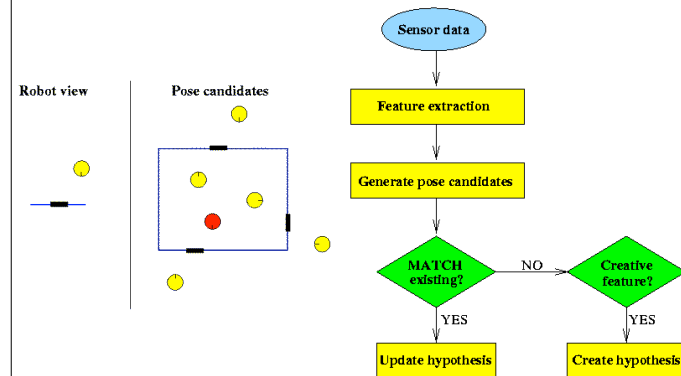 Robot view
Pose candidates
Sensor data
Feature extraction
Generate pose candidates
MATCH
existing?
NO
Creative
feature?
YES
YES
Update hypothesis
Create hypothesis